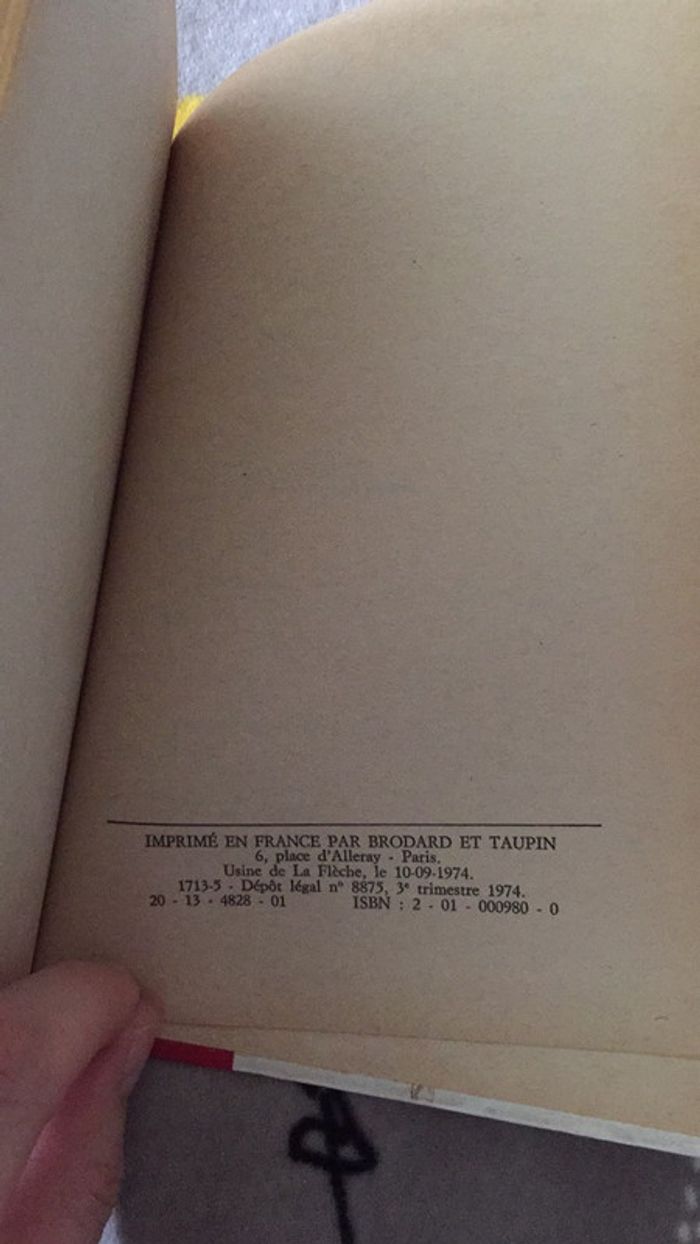 IMPRIMÉ EN FRANCE PAR BRODARD ET TAUPIN
6, place d'Alleray - Paris.
Usine de La Flèche, le 10-09-1974.
1713-5 - Dépôt légal nº 8875, 3e trimestre 1974.
20 - 13 - 4828 - 01 ISBN : 2 - 01 - 000980 - 0